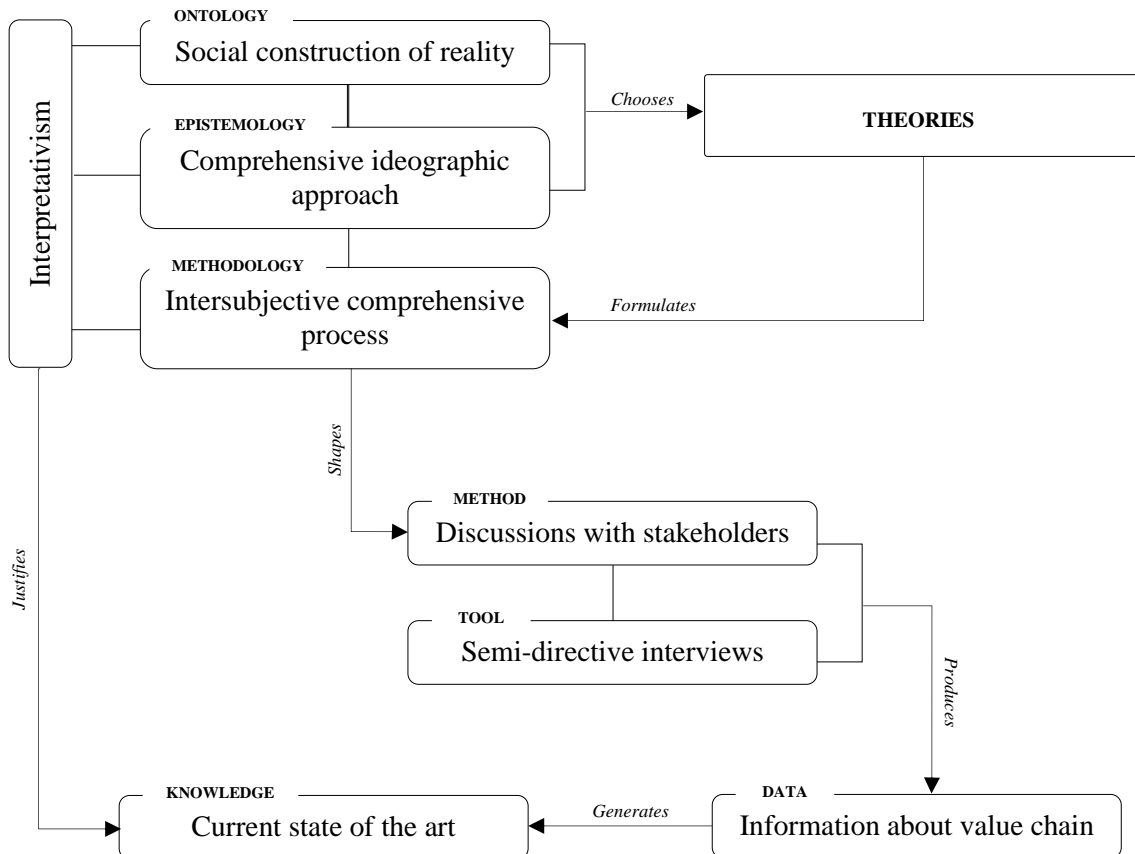 ONTOLOGY
Social construction of reality
Interpretativism
EPISTEMOLOGY
Comprehensive ideographic
approach
Chooses
THEORIES
METHODOLOGY
Intersubjective comprehensive
process
Formulates
Shapes
METHOD
Discussions with stakeholders
Justifies
TOOL
Semi-directive interviews
Produces
KNOWLEDGE
Current state of the art
Generates
DATA
Information about value chain